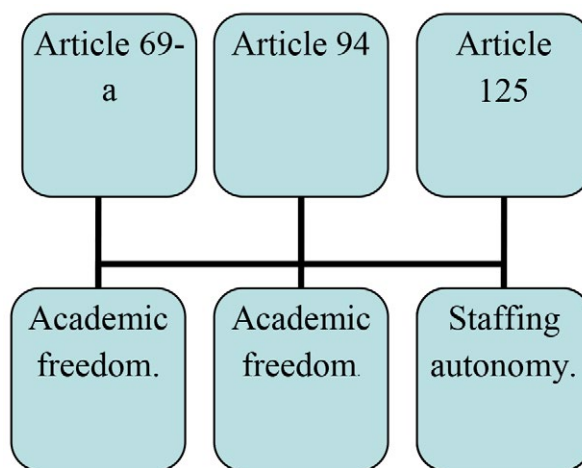 Article 69-
a
Article 94
Article
125
Academic
freedom.
Academic
freedom.
Staffing
autonomy.